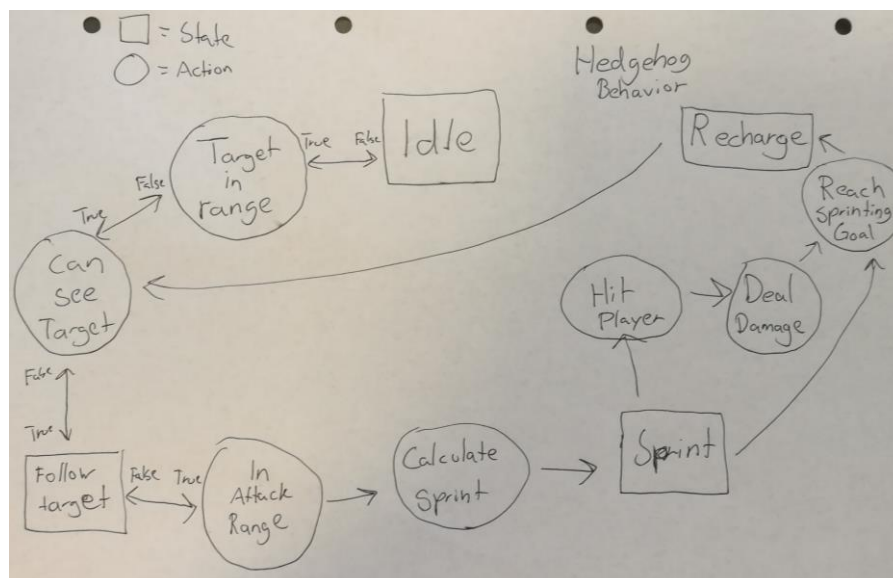 = State
= Action
Hedgehog
Behavior
Idle
True
False
Target
in
range
False
True
Can
see
Target
False
True
Follow
target
False
True
In
Attack
Range
Calculate
Sprint
Sprint
Hit
Player
Deal
Damage
Reach
Sprinting
Goal
Recharge